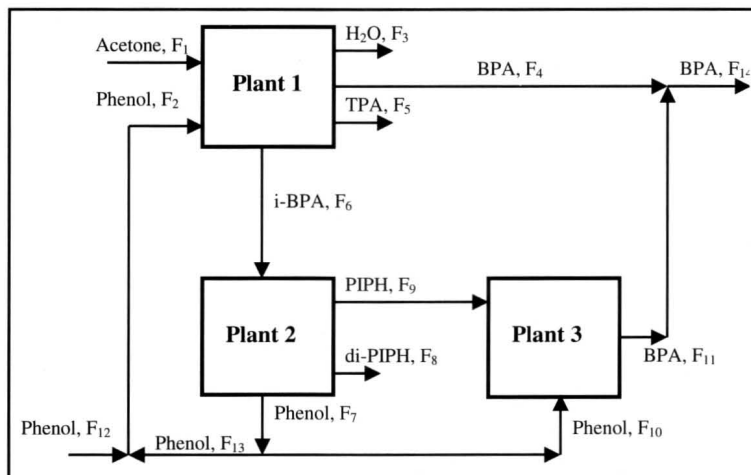 H₂O, F₃
Acetone, F₁
BPA, F₄
BPA, F₁₄
Plant 1
Phenol, F₂
TPA, F₅
i-BPA, F₆
PIPH, F₉
Plant 2
Plant 3
di-PIPH, F₈
BPA, F₁₁
Phenol, F₇
Phenol, F₁₀
Phenol, F₁₂
Phenol, F₁₃